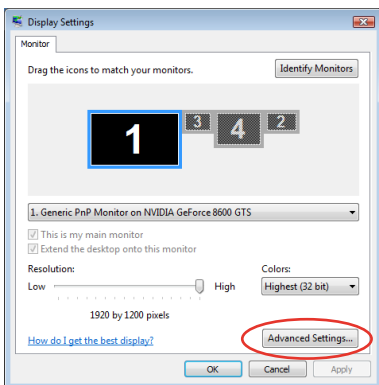 Display Settings
Monitor
Drag the icons to match your monitors.
Identify Monitors
1
3
4
2
1. Generic PnP Monitor on NVIDIA GeForce 8600 GTS
This is my main monitor
Extend the desktop onto this monitor
Resolution:
Colors:
Low
High
Highest (32 bit)
1920 by 1200 pixels
How do I get the best display?
Advanced Settings...
OK
Cancel
Apply